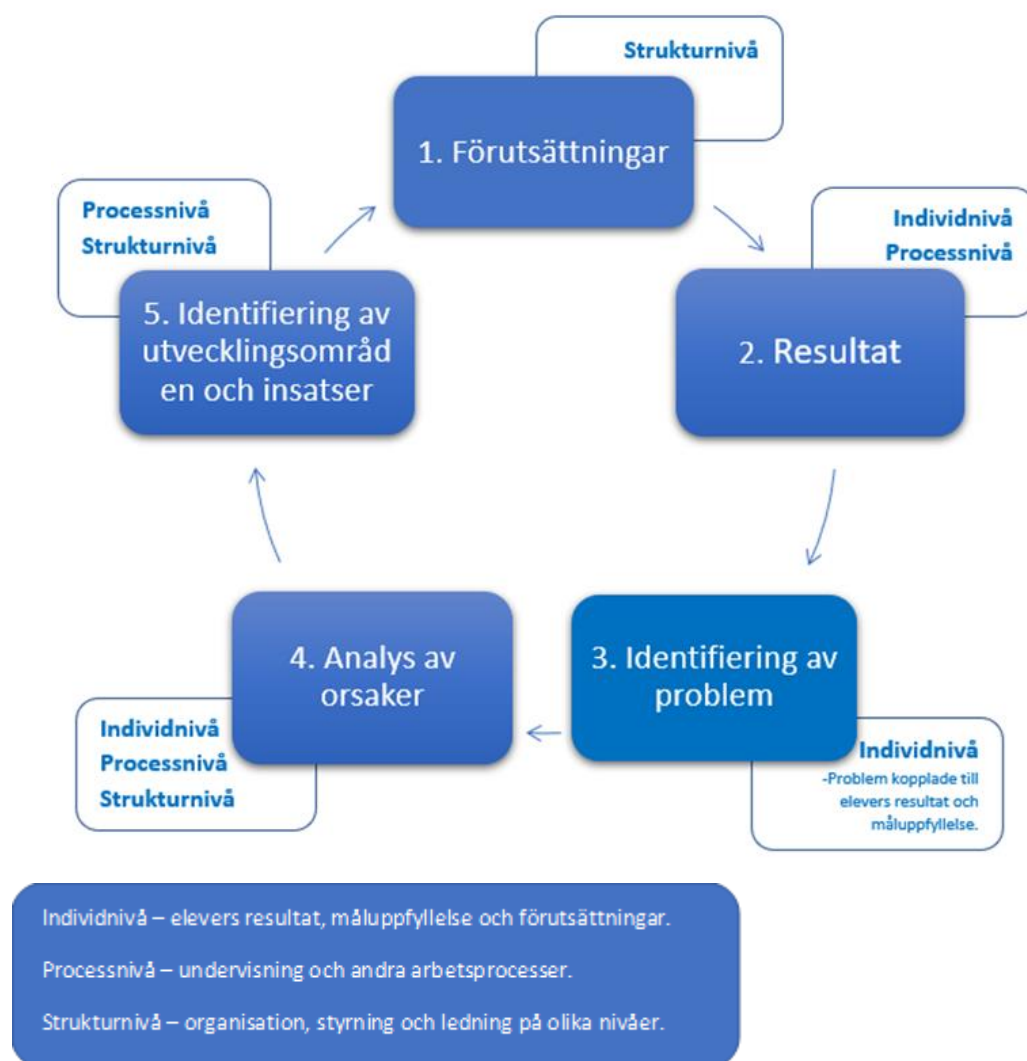 Strukturnivå
1. Förutsättningar
Individnivå
Processnivå
2. Resultat
3. Identifiering av
problem
Individnivå
-Problem kopplade till
elevers resultat och
måluppfyllelse.
4. Analys av
orsaker
Individnivå
Processnivå
Strukturnivå
Processnivå
Strukturnivå
5. Identifiering av
utvecklingsområd
en och insatser
Individnivå – elevers resultat, måluppfyllelse och förutsättningar.
Processnivå – undervisning och andra arbetsprocesser.
Strukturnivå – organisation, styrning och ledning på olika nivåer.